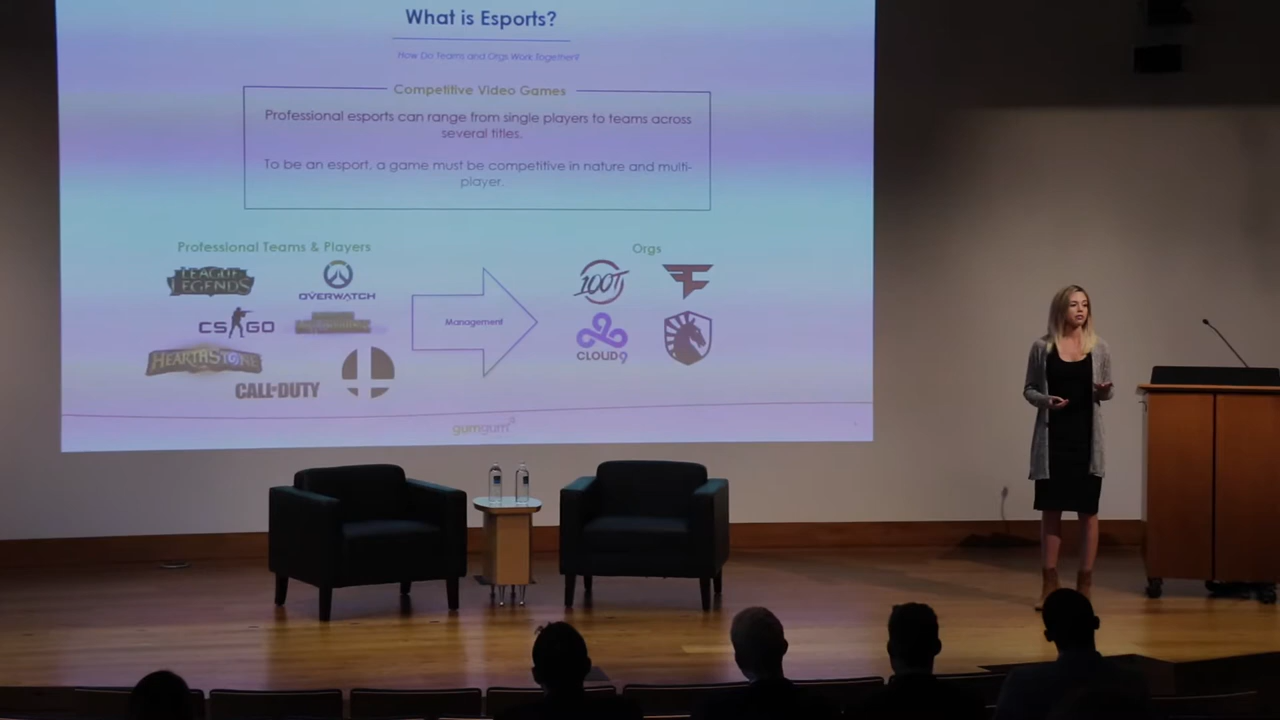 What is Esports?
How Do Teams and Orgs Work Together?
Competitive Video Games
Professional esports can range from single players to teams across
several titles.
To be an esport, a game must be competitive in nature and multi-
player.
Professional Teams & Players
Orgs
LEAGUE OF
LEGENDS
OVERWATCH
100T
CS GO
HEARTHSTONE
CALL OF DUTY
Management
CLOUD9
gumgum